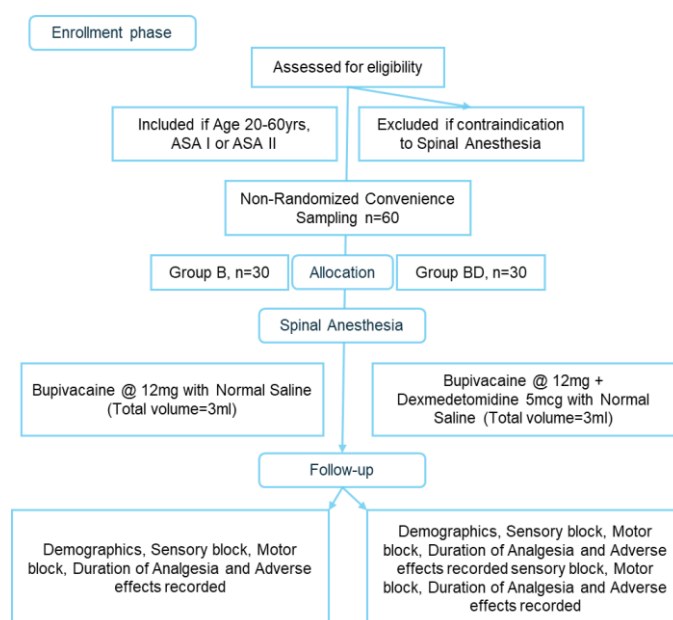 Enrollment phase
Assessed for eligibility
Included if Age 20-60yrs,
ASA I or ASA II
Excluded if contraindication
to Spinal Anesthesia
Non-Randomized Convenience
Sampling n=60
Group B, n=30
Allocation
Group BD, n=30
Spinal Anesthesia
Bupivacaine @ 12mg with Normal Saline
(Total volume=3ml)
Bupivacaine @ 12mg +
Dexmedetomidine 5mcg with Normal
Saline (Total volume=3ml)
Follow-up
Demographics, Sensory block, Motor
block, Duration of Analgesia and Adverse
effects recorded
Demographics, Sensory block, Motor
block, Duration of Analgesia and Adverse
effects recorded sensory block, Motor
block, Duration of Analgesia and Adverse
effects recorded